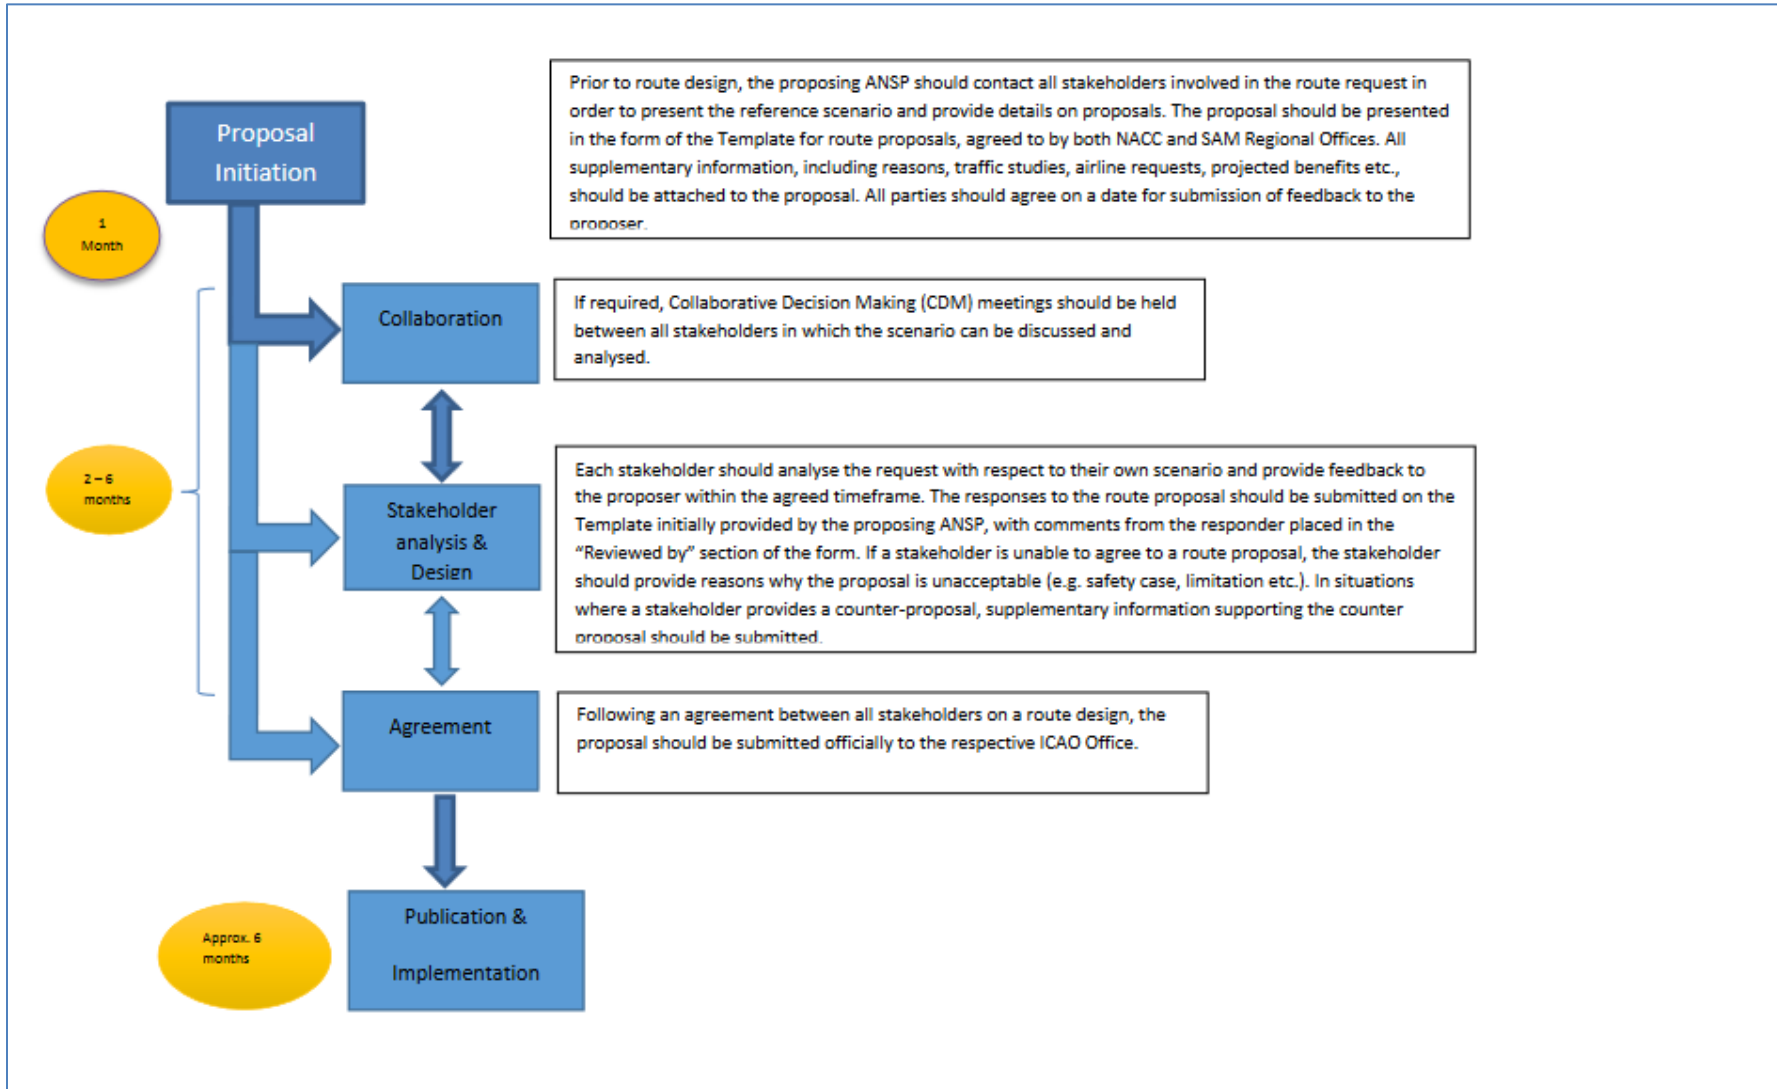 Proposal
Initiation
Prior to route design, the proposing ANSP should contact all stakeholders involved in the route request in
order to present the reference scenario and provide details on proposals. The proposal should be presented
in the form of the Template for route proposals, agreed to by both NACC and SAM Regional Offices. All
supplementary information, including reasons, traffic studies, airline requests, projected benefits etc.,
should be attached to the proposal. All parties should agree on a date for submission of feedback to the
proposer.
1
Month
Collaboration
If required, Collaborative Decision Making (CDM) meetings should be held
between all stakeholders in which the scenario can be discussed and
analysed.
2 – 6
months
Stakeholder
analysis &
Design
Each stakeholder should analyse the request with respect to their own scenario and provide feedback to
the proposer within the agreed timeframe. The responses to the route proposal should be submitted on the
Template initially provided by the proposing ANSP, with comments from the responder placed in the
“Reviewed by” section of the form. If a stakeholder is unable to agree to a route proposal, the stakeholder
should provide reasons why the proposal is unacceptable (e.g. safety case, limitation etc.). In situations
where a stakeholder provides a counter-proposal, supplementary information supporting the counter
proposal should be submitted.
Agreement
Following an agreement between all stakeholders on a route design, the
proposal should be submitted officially to the respective ICAO Office.
Approx. 6
months
Publication &
Implementation